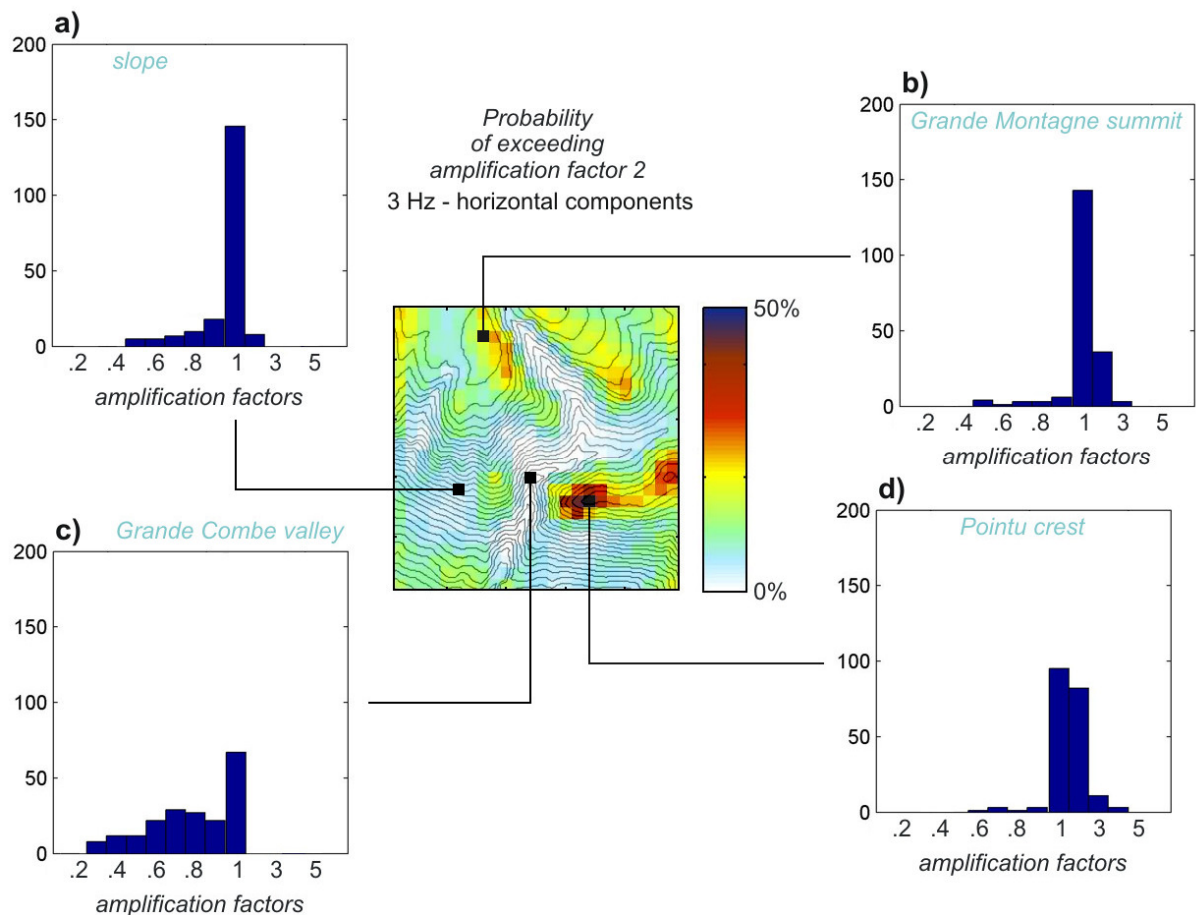 a)
slope
200
150
100
50
0
.2 .4 .6 .8 1 3 5
amplification factors
Probability
of exceeding
amplification factor 2
3 Hz - horizontal components
b)
Grande Montagne summit
200
150
100
50
0
.2 .4 .6 .8 1 3 5
amplification factors
50%
0%
c)
Grande Combe valley
200
150
100
50
0
.2 .4 .6 .8 1 3 5
amplification factors
d)
Pointu crest
200
150
100
50
0
.2 .4 .6 .8 1 3 5
amplification factors